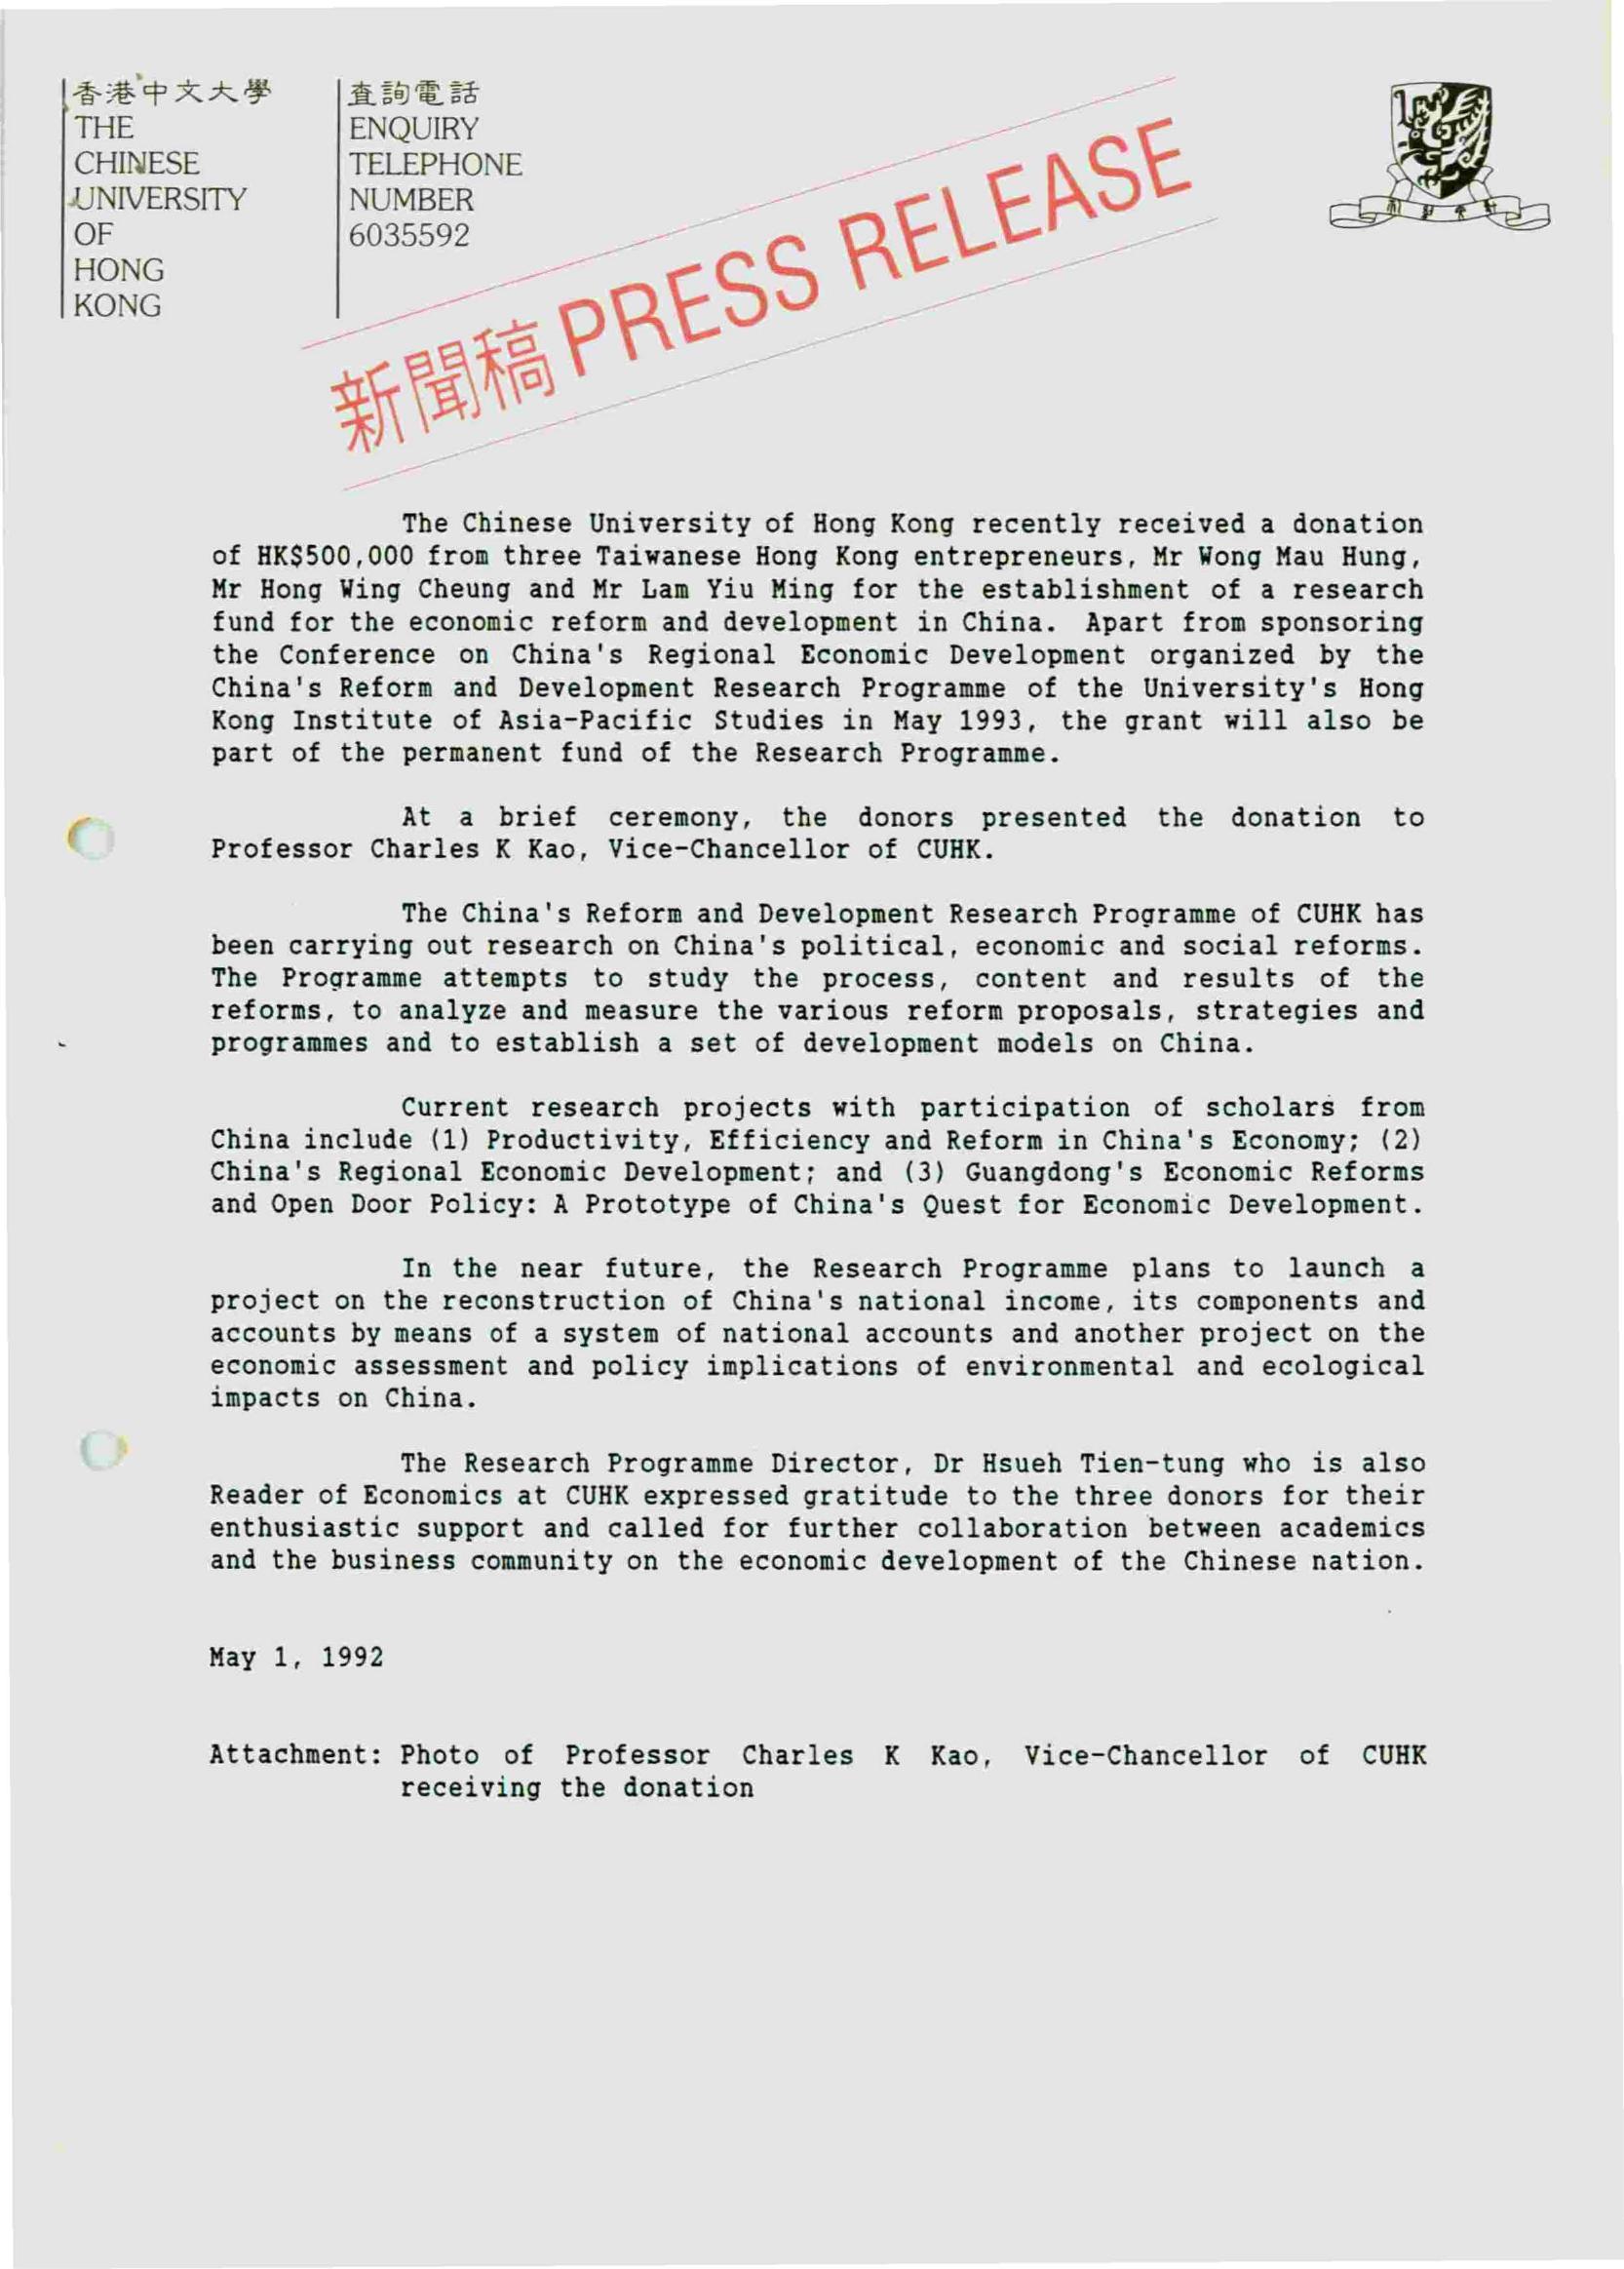 香港中文大學
THE
CHINESE
UNIVERSITY
OF
HONG
KONG
查詢電話
ENQUIRY
TELEPHONE
NUMBER
6035592
新聞稿 PRESS RELEASE
The Chinese University of Hong Kong recently received a donation
of HK$500,000 from three Taiwanese Hong Kong entrepreneurs, Mr Wong Mau Hung,
Mr Hong Wing Cheung and Mr Lam Yiu Ming for the establishment of a research
fund for the economic reform and development in China. Apart from sponsoring
the Conference on China's Regional Economic Development organized by the
China's Reform and Development Research Programme of the University's Hong
Kong Institute of Asia-Pacific Studies in May 1993, the grant will also be
part of the permanent fund of the Research Programme.
At a brief ceremony, the donors presented the donation to
Professor Charles K Kao, Vice-Chancellor of CUHK.
The China's Reform and Development Research Programme of CUHK has
been carrying out research on China's political, economic and social reforms.
The Programme attempts to study the process, content and results of the
reforms, to analyze and measure the various reform proposals, strategies and
programmes and to establish a set of development models on China.
Current research projects with participation of scholars from
China include (1) Productivity, Efficiency and Reform in China's Economy; (2)
China's Regional Economic Development; and (3) Guangdong's Economic Reforms
and Open Door Policy: A Prototype of China's Quest for Economic Development.
In the near future, the Research Programme plans to launch a
project on the reconstruction of China's national income, its components and
accounts by means of a system of national accounts and another project on the
economic assessment and policy implications of environmental and ecological
impacts on China.
The Research Programme Director, Dr Hsueh Tien-tung who is also
Reader of Economics at CUHK expressed gratitude to the three donors for their
enthusiastic support and called for further collaboration between academics
and the business community on the economic development of the Chinese nation.
May 1, 1992
Attachment: Photo of Professor Charles K Kao, Vice-Chancellor of CUHK
receiving the donation